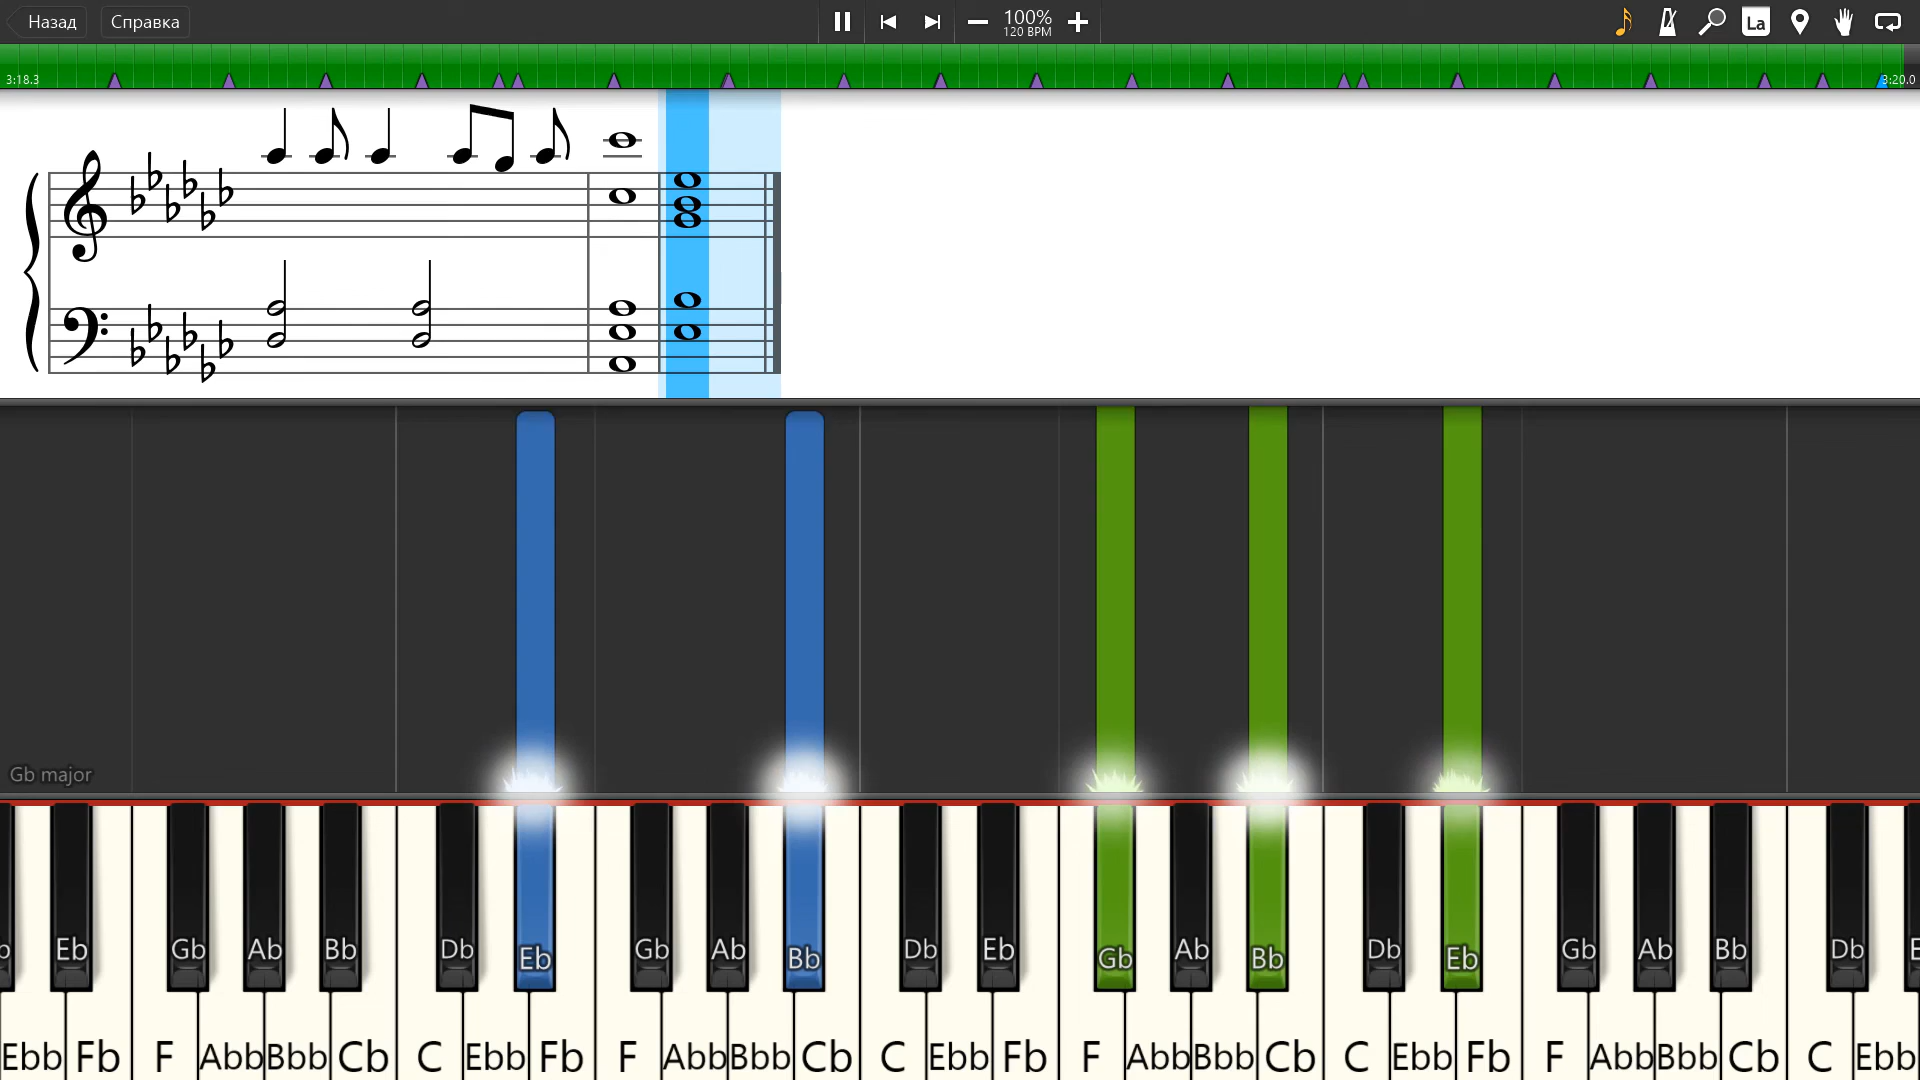 Назад Справка 100% La
120 BPM
3:18.3 3:20.0
Gb major
Eb Gb Ab Bb Db Eb Gb Ab Bb Db Eb Gb Ab Bb Db Eb Gb Ab Bb Db
Ebb Fb F Abb Bbb Cb C Ebb Fb F Abb Bbb Cb C Ebb Fb F Abb Bbb Cb C Ebb Fb F Abb Bbb Cb C Ebb